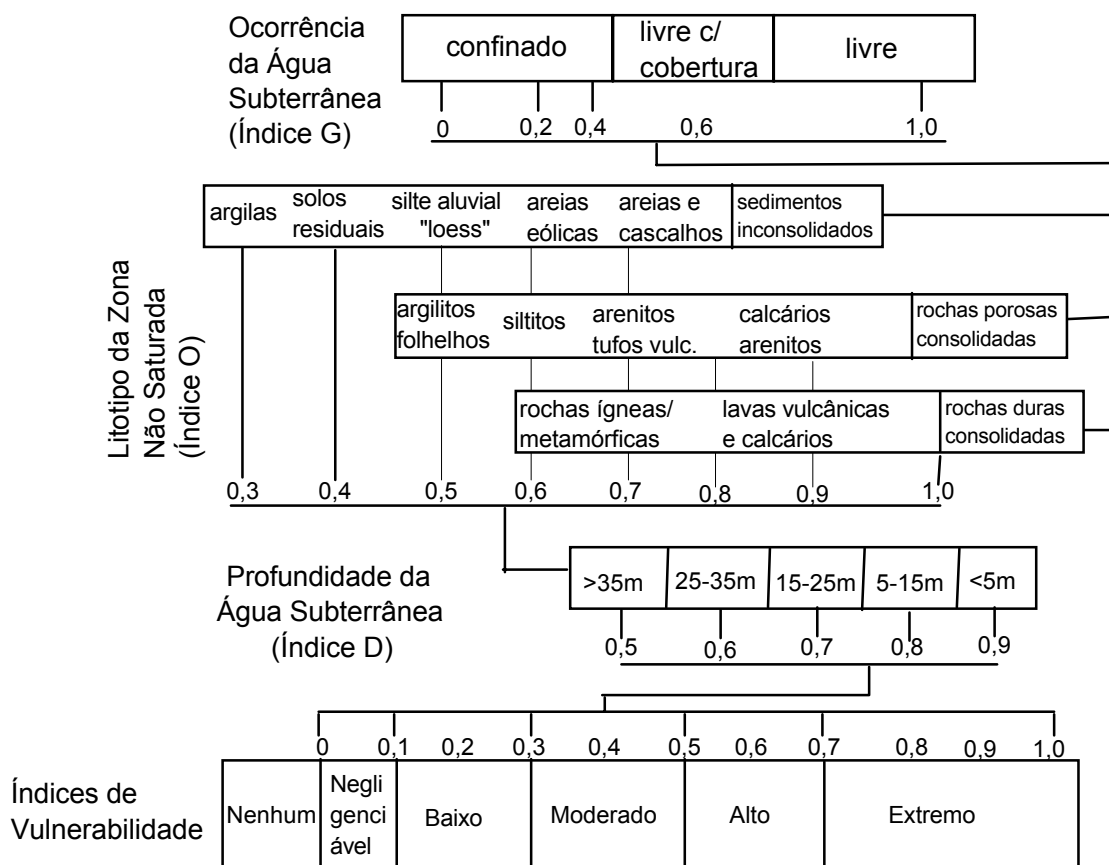 Ocorrência
da Água
Subterrânea
(Índice G)
confinado
livre c/
cobertura
livre
0
0,2
0,4
0,6
1,0
Litotipo da Zona
Não Saturada
(Índice O)
argilas
solos
residuais
silte aluvial
"loess"
areias
eólicas
areias e
cascalhos
sedimentos
inconsolidados
argilitos
folhelhos
siltitos
arenitos
tufos vulc.
calcários
arenitos
rochas porosas
consolidadas
rochas ígneas/
metamórficas
lavas vulcânicas
e calcários
rochas duras
consolidadas
0,3
0,4
0,5
0,6
0,7
0,8
0,9
1,0
Profundidade da
Água Subterrânea
(Índice D)
>35m
25-35m
15-25m
5-15m
<5m
0,5
0,6
0,7
0,8
0,9
0
0,1
0,2
0,3
0,4
0,5
0,6
0,7
0,8
0,9
1,0
Índices de
Vulnerabilidade
Nenhum
Negli
genci
ável
Baixo
Moderado
Alto
Extremo